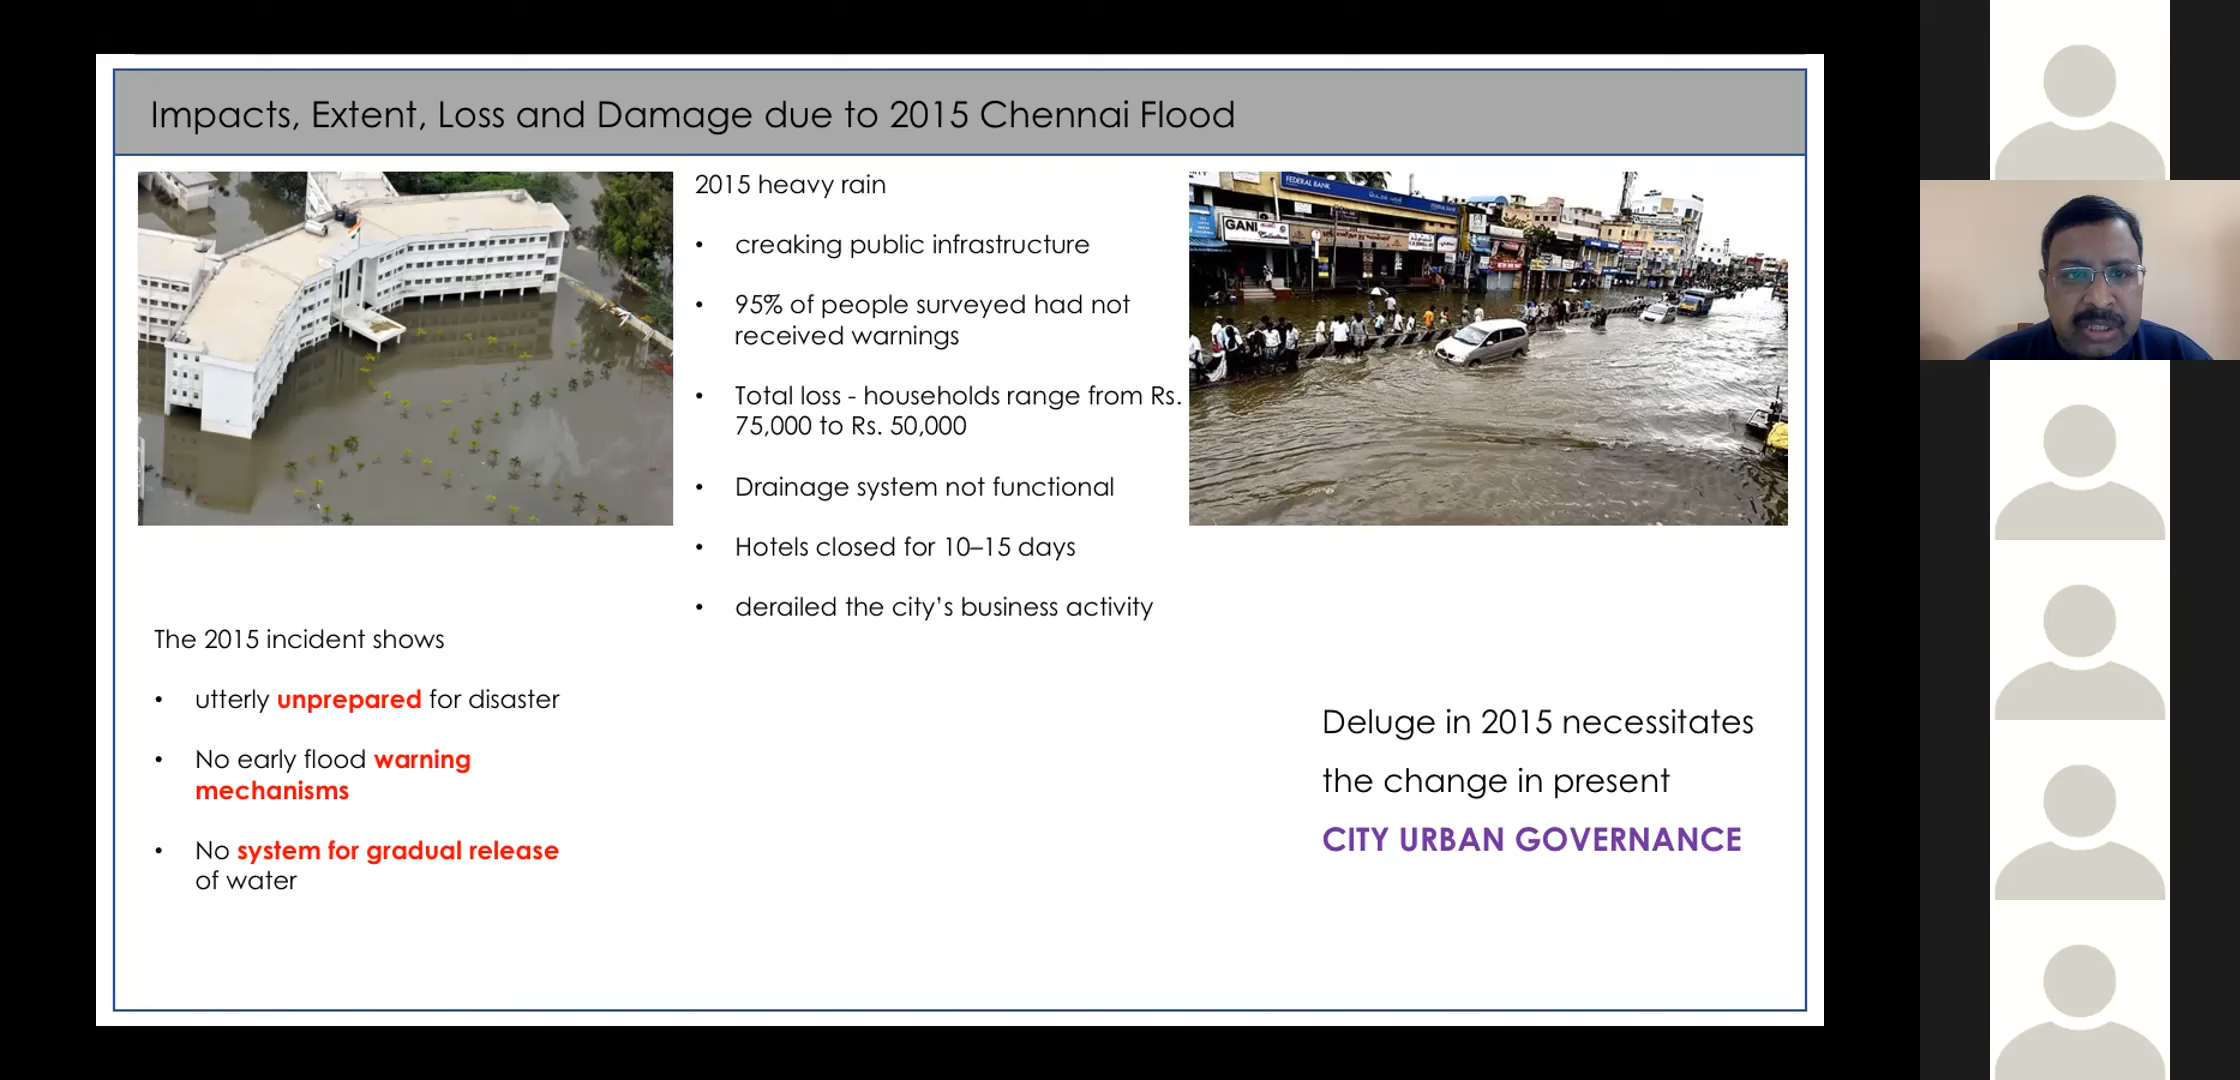 Impacts, Extent, Loss and Damage due to 2015 Chennai Flood
2015 heavy rain
• creaking public infrastructure
• 95% of people surveyed had not
received warnings
• Total loss - households range from Rs.
75,000 to Rs. 50,000
• Drainage system not functional
• Hotels closed for 10–15 days
• derailed the city’s business activity
FEDERAL BANK
GANI
The 2015 incident shows
• utterly unprepared for disaster
• No early flood warning
mechanisms
• No system for gradual release
of water
Deluge in 2015 necessitates
the change in present
CITY URBAN GOVERNANCE